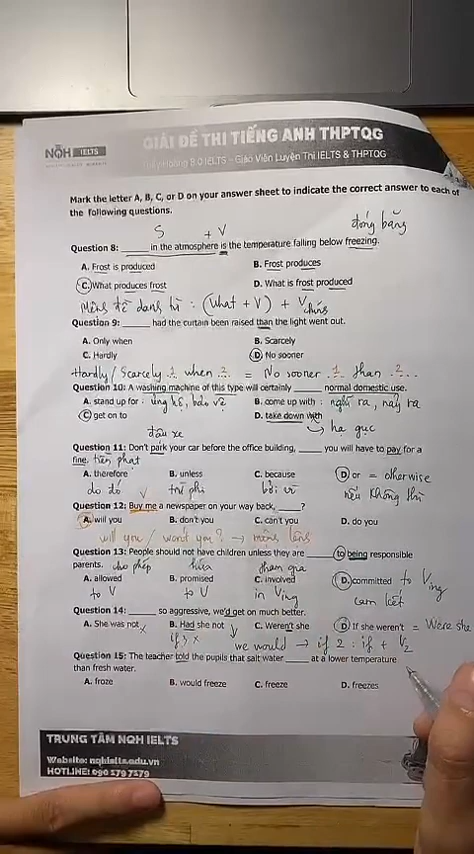 NQH IELTS
GIẢI ĐỀ THI TIẾNG ANH THPTQG
Thầy Hoàng 8.0 IELTS - Giáo Viên Luyện Thi IELTS & THPTQG
Mark the letter A, B, C, or D on your answer sheet to indicate the correct answer to each of
the following questions.
S + V đóng băng
Question 8: _____ in the atmosphere is the temperature falling below freezing.
A. Frost is produced B. Frost produces
C. What produces frost D. What is frost produced
Mệnh đề danh từ : (What + V) + V chính
Question 9: _____ had the curtain been raised than the light went out.
A. Only when B. Scarcely
C. Hardly D. No sooner
Hardly / Scarcely 1 when 2 = No sooner 1 than 2
Question 10: A washing machine of this type will certainly _____ normal domestic use.
A. stand up for : ủng hộ, bảo vệ B. come up with : nghĩ ra, nảy ra
C. get on to D. take down with
hạ gục
đậu xe
Question 11: Don't park your car before the office building, _____ you will have to pay for a
fine. tiền phạt
A. therefore B. unless C. because D. or = otherwise
do đó trừ phi bởi vì nếu không thì
V
Question 12: Buy me a newspaper on your way back, _____?
A. will you B. don't you C. can't you D. do you
will you / won't you? → mệnh lệnh
Question 13: People should not have children unless they are _____ to being responsible
parents. cho phép hứa tham gia
A. allowed B. promised C. involved D. committed to Ving
to V to V in Ving cam kết
Question 14: _____ so aggressive, we'd get on much better.
A. She was not x B. Had she not C. Weren't she D. If she weren't = Were she
if 3 x we would → if 2 : if + V2
Question 15: The teacher told the pupils that salt water _____ at a lower temperature
than fresh water.
A. froze B. would freeze C. freeze D. freezes
TRUNG TÂM NQH IELTS
Website: nqhielts.edu.vn
HOTLINE: 090 179 7179